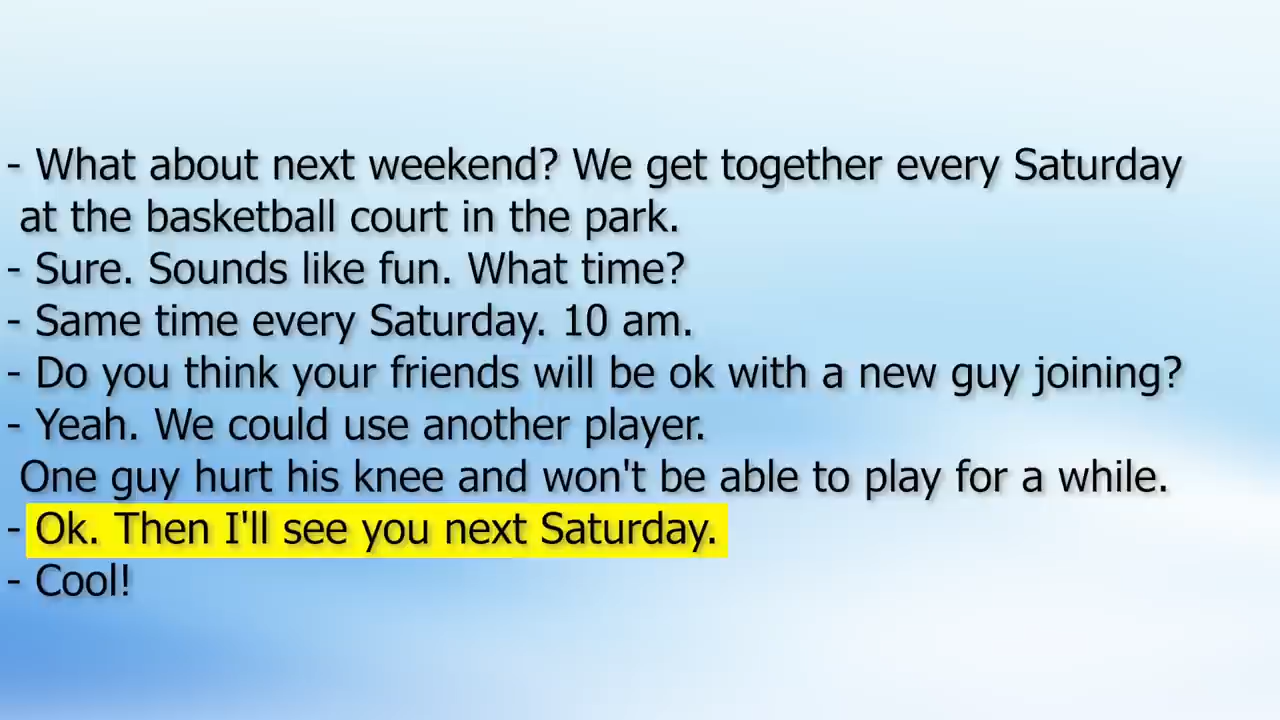 - What about next weekend? We get together every Saturday
at the basketball court in the park.
- Sure. Sounds like fun. What time?
- Same time every Saturday. 10 am.
- Do you think your friends will be ok with a new guy joining?
- Yeah. We could use another player.
One guy hurt his knee and won't be able to play for a while.
- Ok. Then I'll see you next Saturday.
- Cool!